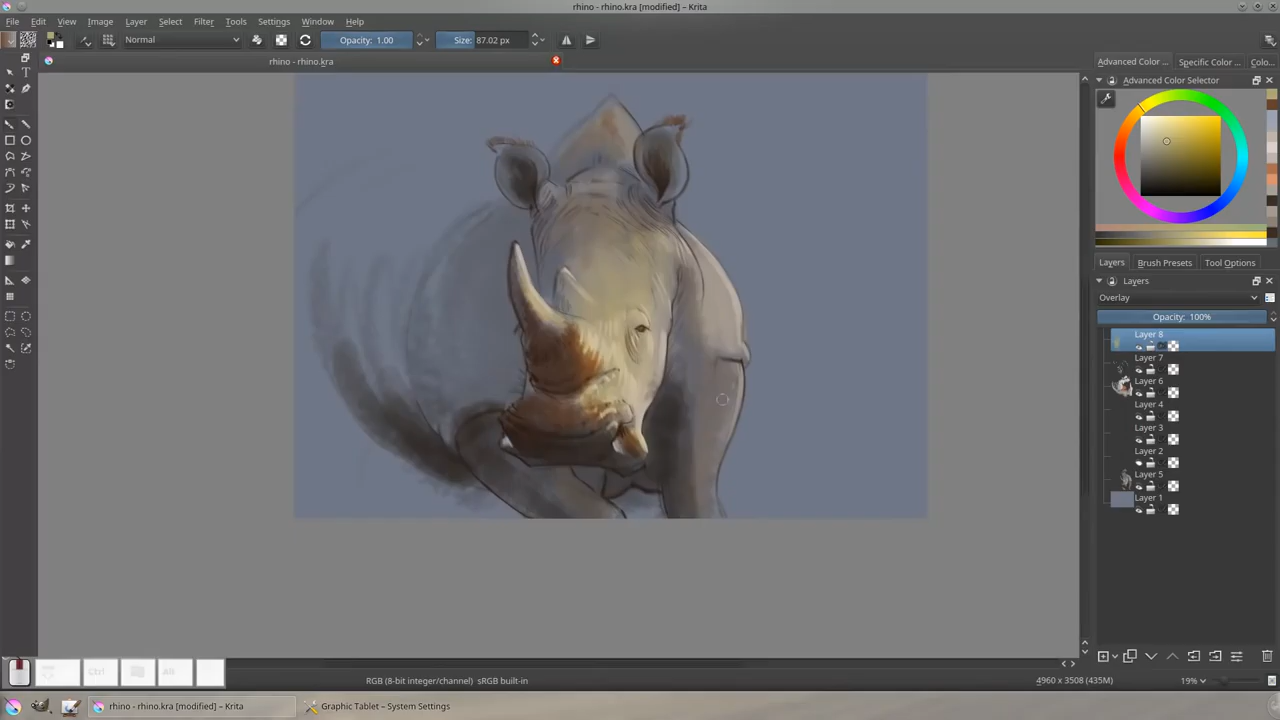 rhino - rhino.kra [modified] – Krita
File Edit View Image Layer Select Filter Tools Settings Window Help
Normal Opacity: 1.00 Size: 87.02 px
rhino - rhino.kra
Advanced Color ... Specific Color ... Colo...
Advanced Color Selector
Layers Brush Presets Tool Options
Layers
Overlay
Opacity: 100%
Layer 8
Layer 7
Layer 6
Layer 4
Layer 3
Layer 2
Layer 5
Layer 1
Ctrl Alt
RGB (8-bit integer/channel) sRGB built-in 4960 x 3508 (435M) 19%
rhino - rhino.kra [modified] – Krita Graphic Tablet – System Settings